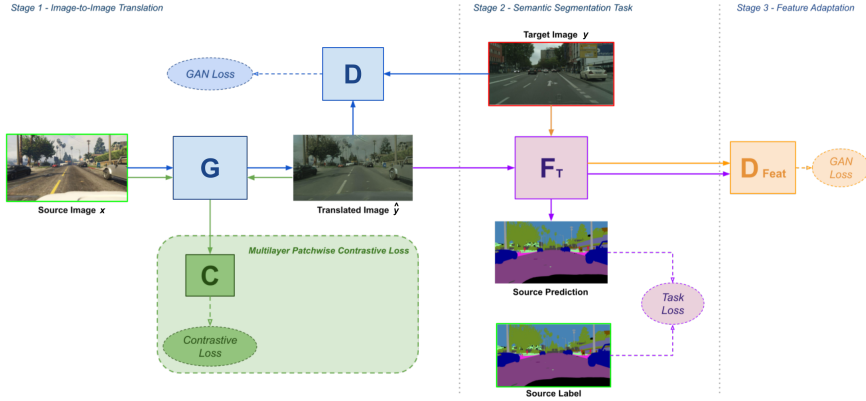 Stage 1 - Image-to-Image Translation
Stage 2 - Semantic Segmentation Task
Stage 3 - Feature Adaptation
Target Image y
GAN Loss
D
G
F T
D Feat
GAN
Loss
Source Image x
Translated Image ŷ
Multilayer Patchwise Contrastive Loss
C
Contrastive
Loss
Source Prediction
Task
Loss
Source Label